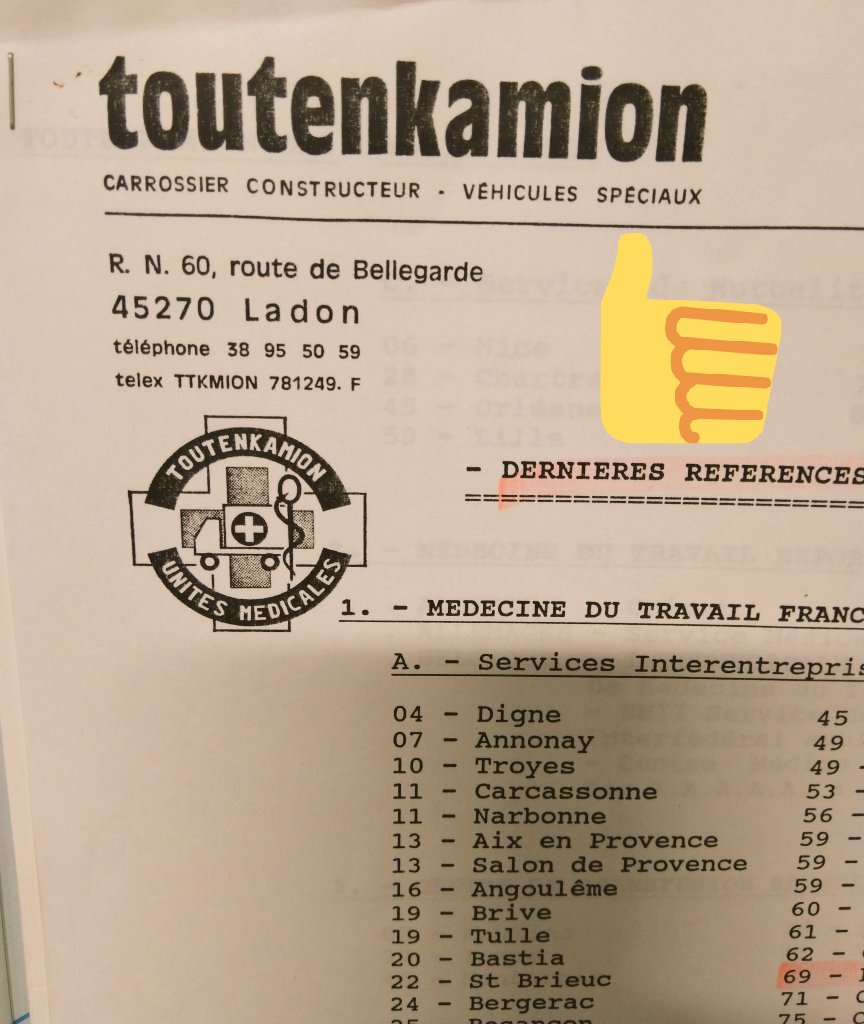 toutenkamion
CARROSSIER CONSTRUCTEUR - VÉHICULES SPÉCIAUX
R. N. 60, route de Bellegarde
45270 Ladon
téléphone 38 95 50 59
telex TTKMION 781249. F
TOUTENKAMION
UNITES MEDICALES
- DERNIERES REFERENCES
1. - MEDECINE DU TRAVAIL FRANC
A. - Services Interentrepris
04 - Digne 45
07 - Annonay 49
10 - Troyes 49 -
11 - Carcassonne 53 -
11 - Narbonne 56 -
13 - Aix en Provence 59 -
13 - Salon de Provence 59 -
16 - Angoulême 59 -
19 - Brive 60 -
19 - Tulle 61 -
20 - Bastia 62 -
22 - St Brieuc 69 -
24 - Bergerac 71 -
25 - Besançon 75 -